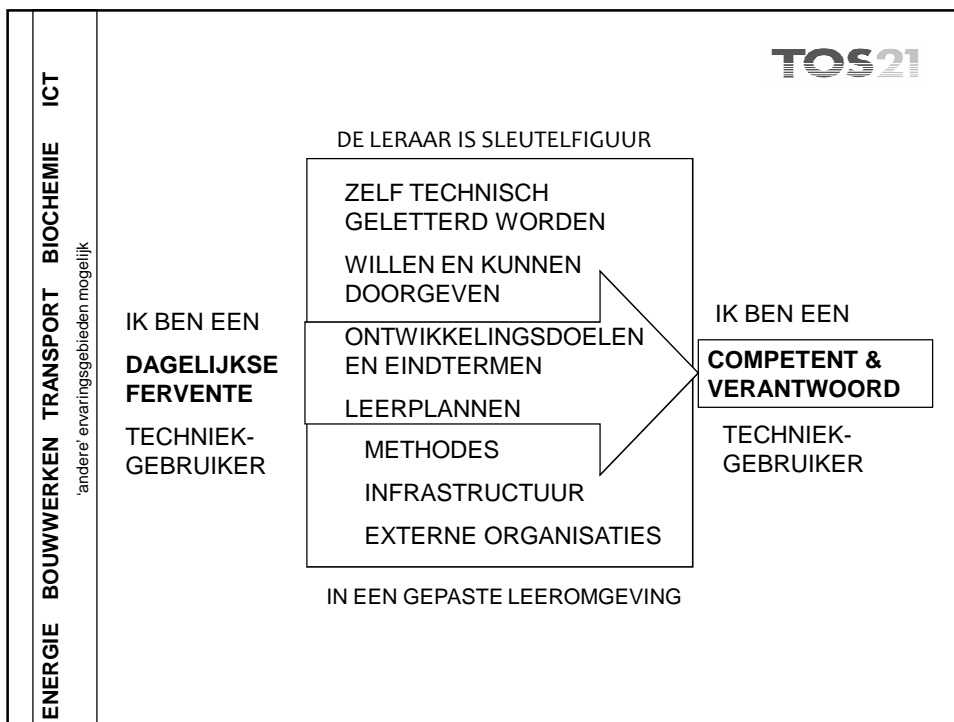 TOS21
ENERGIE BOUWWERKEN TRANSPORT BIOCHEMIE ICT
'andere' ervaringsgebieden mogelijk
DE LERAAR IS SLEUTELFIGUUR
ZELF TECHNISCH
GELETTERD WORDEN
WILLEN EN KUNNEN
DOORGEVEN
ONTWIKKELINGSDOELEN
EN EINDTERMEN
LEERPLANNEN
METHODES
INFRASTRUCTUUR
EXTERNE ORGANISATIES
IN EEN GEPASTE LEEROMGEVING
IK BEN EEN
DAGELIJKSE
FERVENTE
TECHNIEK-
GEBRUIKER
IK BEN EEN
COMPETENT &
VERANTWOORD
TECHNIEK-
GEBRUIKER